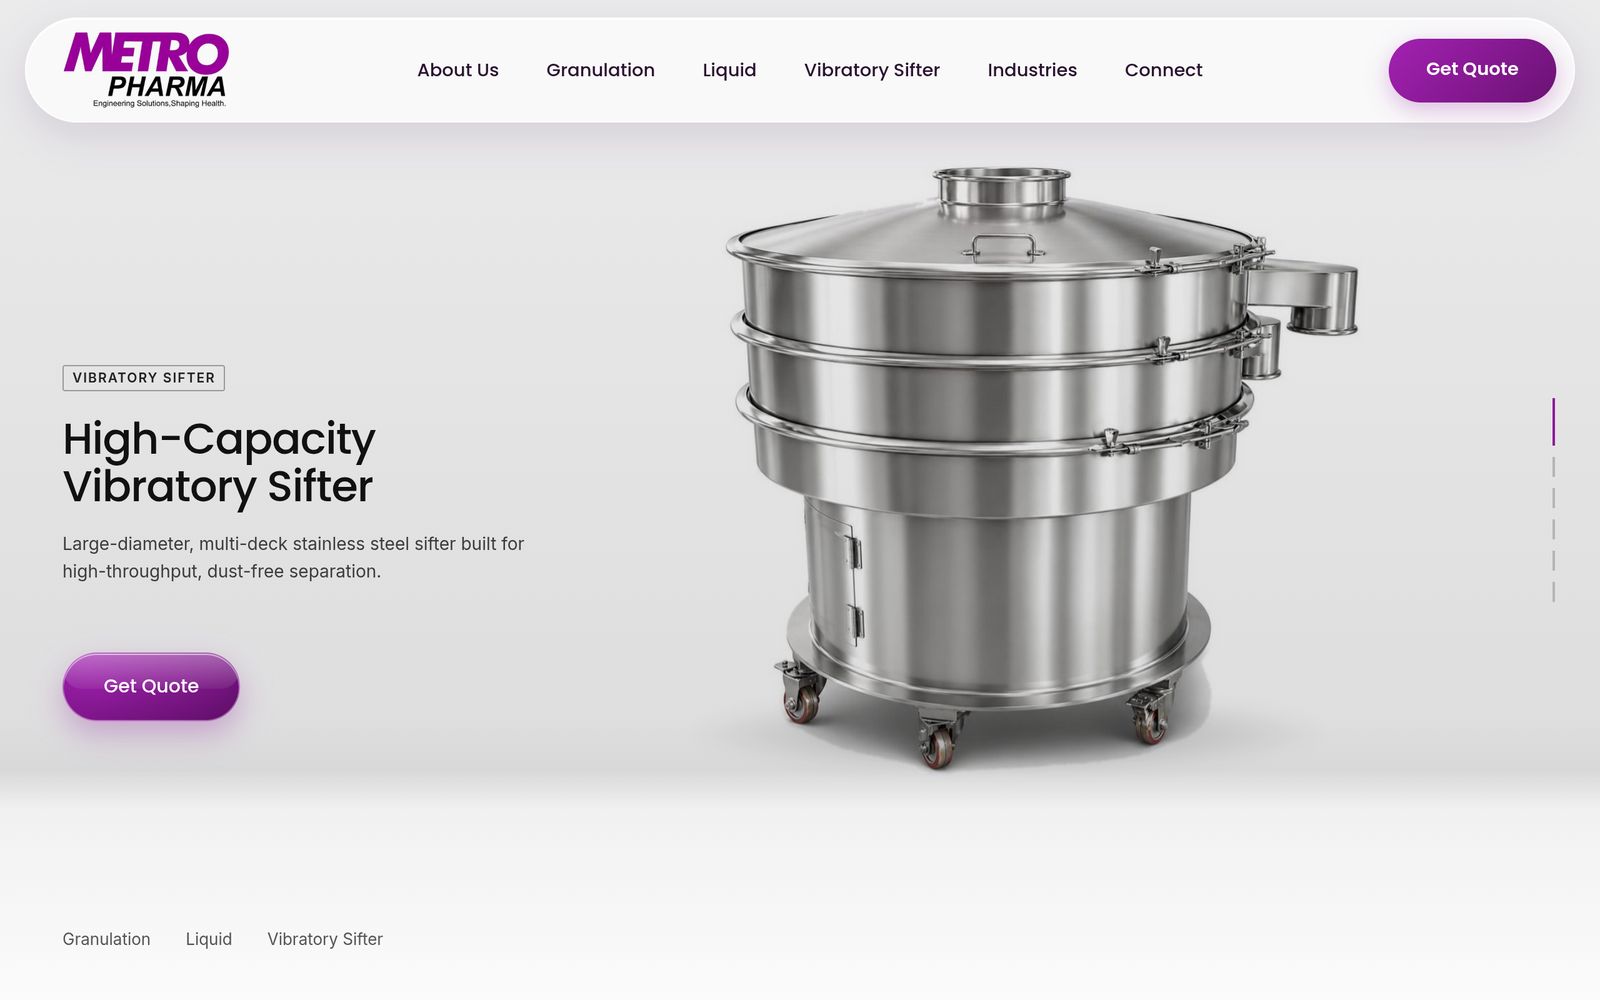 METRO
PHARMA
Engineering Solutions,Shaping Health.
About Us
Granulation
Liquid
Vibratory Sifter
Industries
Connect
Get Quote
VIBRATORY SIFTER
High-Capacity
Vibratory Sifter
Large-diameter, multi-deck stainless steel sifter built for
high-throughput, dust-free separation.
Get Quote
Granulation
Liquid
Vibratory Sifter